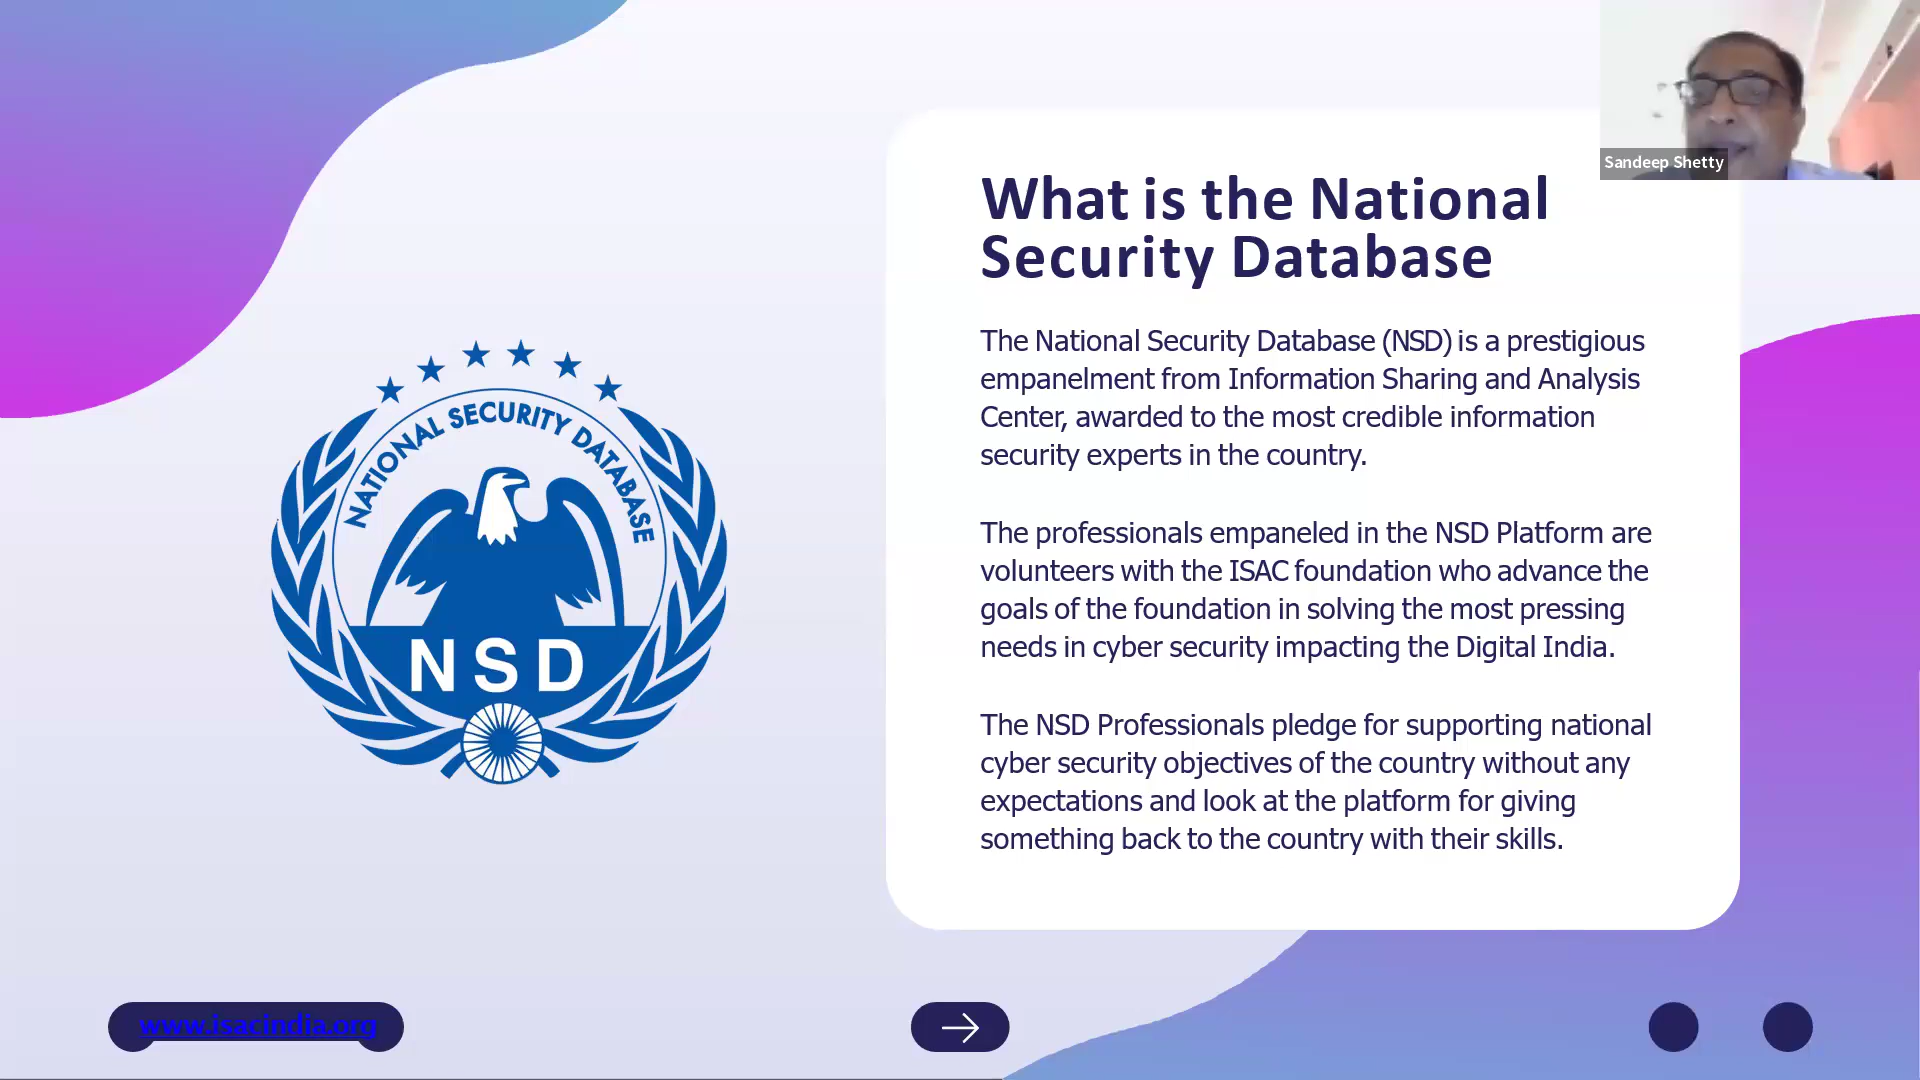 Sandeep Shetty
What is the National
Security Database
The National Security Database (NSD) is a prestigious
empanelment from Information Sharing and Analysis
Center, awarded to the most credible information
security experts in the country.
The professionals empaneled in the NSD Platform are
volunteers with the ISAC foundation who advance the
goals of the foundation in solving the most pressing
needs in cyber security impacting the Digital India.
The NSD Professionals pledge for supporting national
cyber security objectives of the country without any
expectations and look at the platform for giving
something back to the country with their skills.
NATIONAL SECURITY DATABASE
NSD
www.isacindia.org